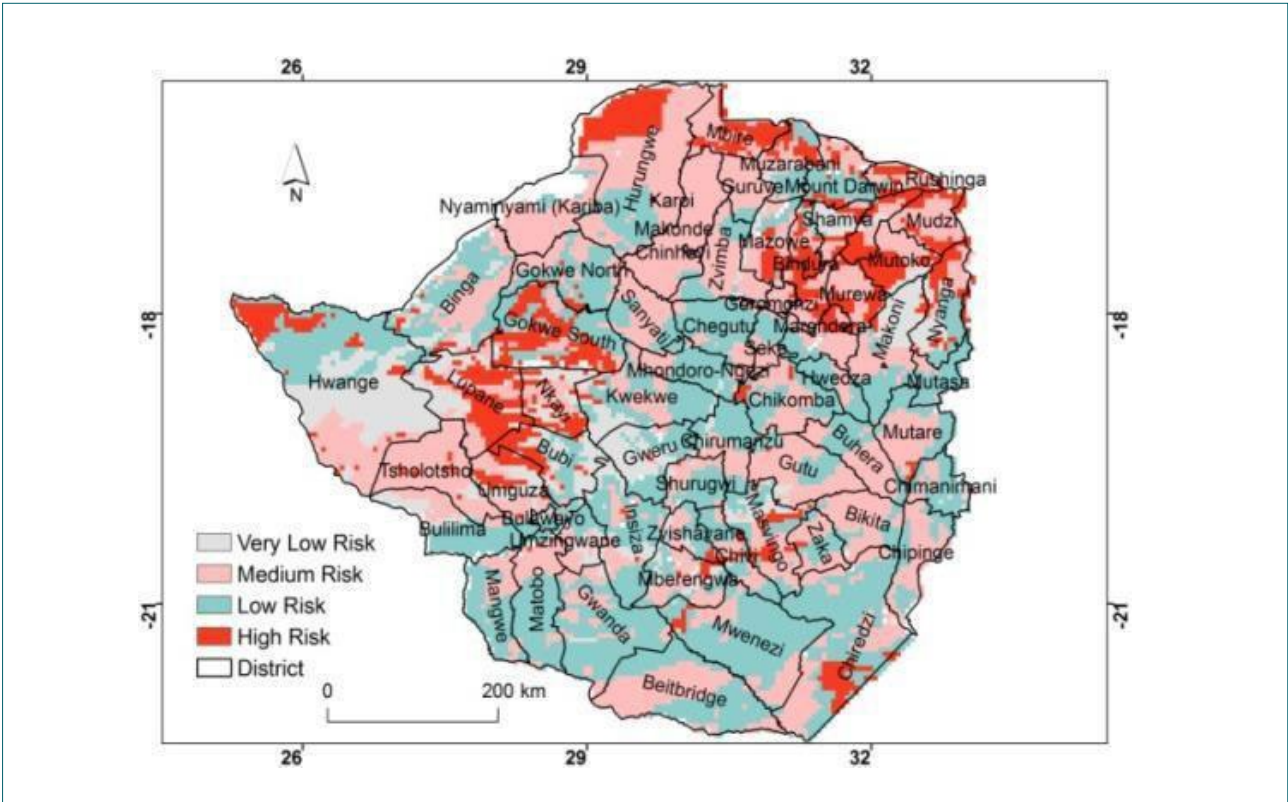 26 29 32
N
Mbire
Hurungwe
Muzarabani
Rushinga
Guruve
Mount Darwin
Karoi
Nyaminyami (Kariba)
Shamva
Mudzi
Makonde
Mazowe
Chinhoyi
Zvimba
Bindura
Mutoko
Gokwe North
Binga
Murewa
Goromonzi
-18 -18
Sanyati
Makoni
Nyanga
Gokwe South
Chegutu
Marondera
Seke
Mhondoro-Ngezi
Hwedza
Mutasa
Hwange
Lupane
Nkayi
Kwekwe
Chikomba
Bubi
Gweru
Chirumanzu
Buhera
Mutare
Tsholotsho
Gutu
Umguza
Shurugwi
Chimanimani
Bulilima
Bulawayo
Insiza
Masvingo
Bikita
Umzingwane
Zvishavane
Zaka
Chivi
Chipinge
Mberengwa
Mangwe
Matobo
Gwanda
-21 -21
Mwenezi
Chiredzi
Beitbridge
Very Low Risk
Medium Risk
Low Risk
High Risk
District
0 200 km
26 29 32